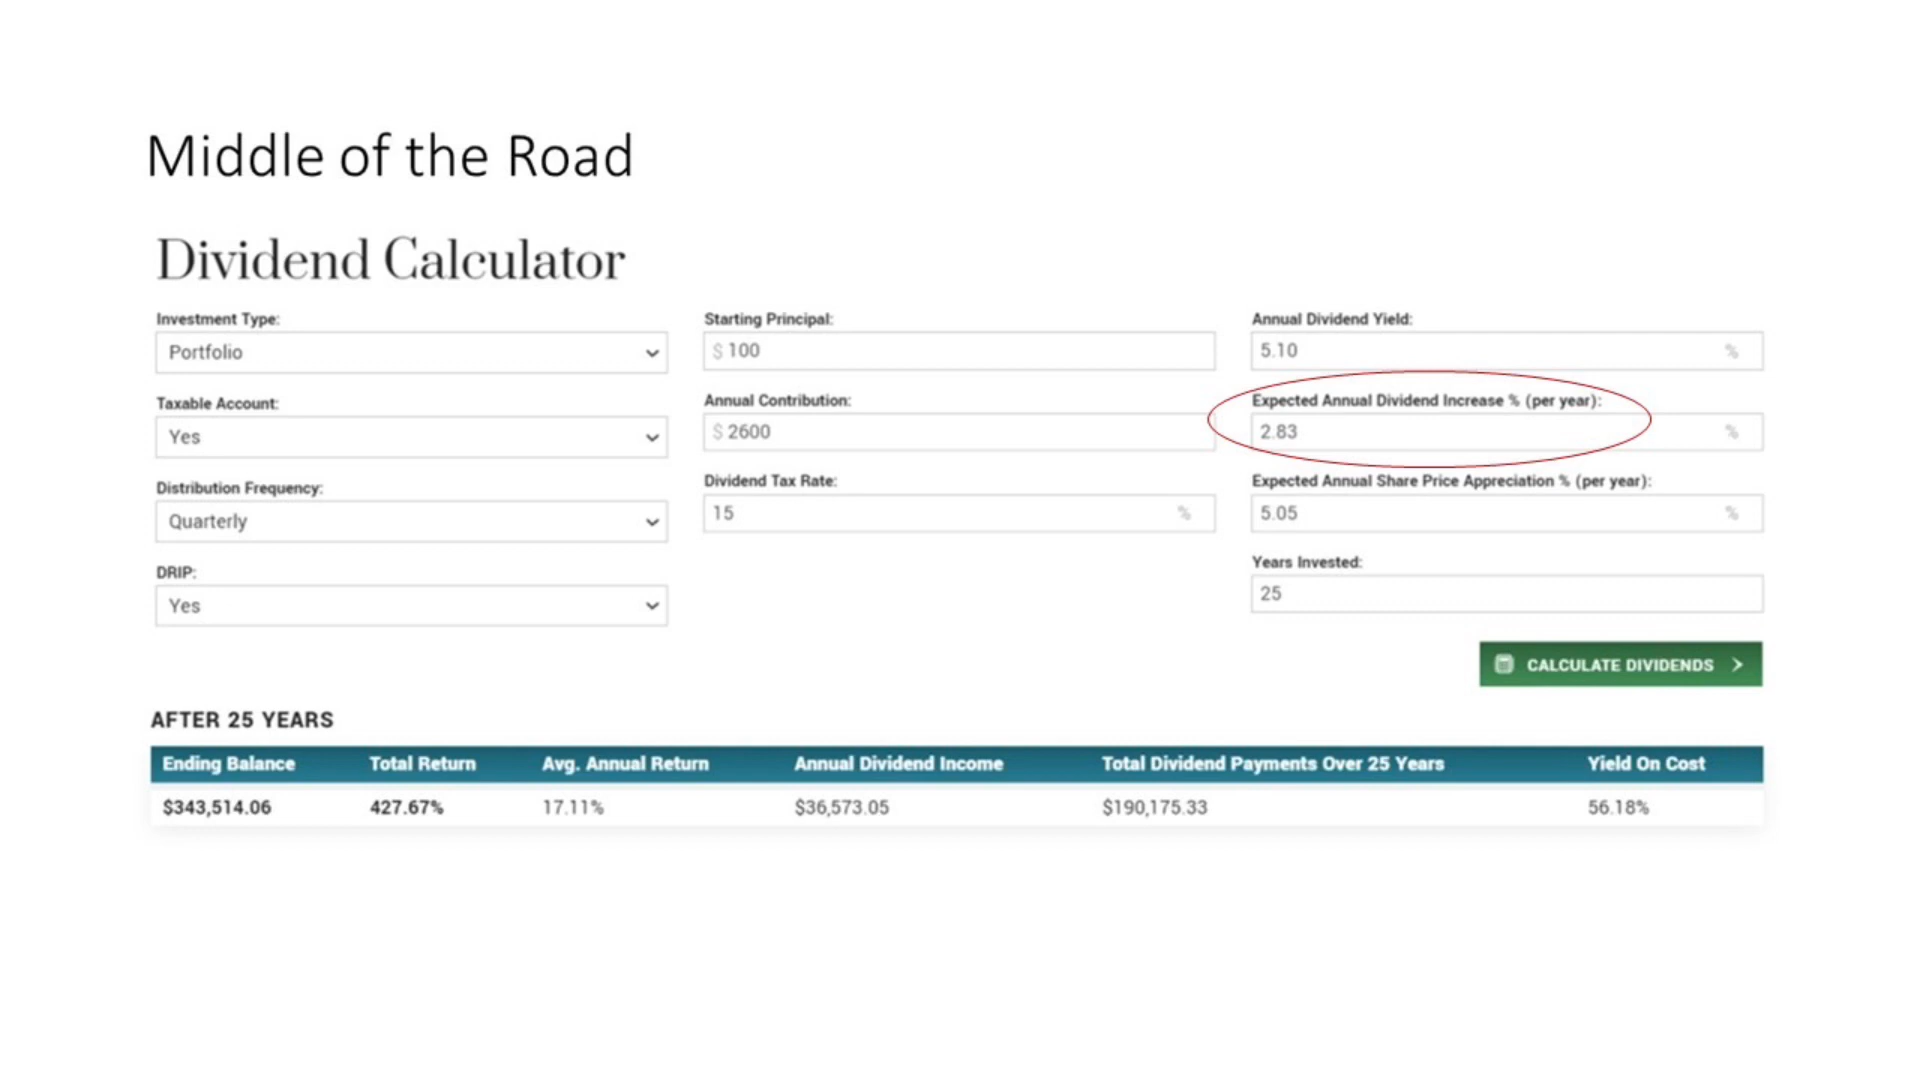 Middle of the Road
Dividend Calculator
Investment Type:
Portfolio
Taxable Account:
Yes
Distribution Frequency:
Quarterly
DRIP:
Yes
Starting Principal:
$ 100
Annual Contribution:
$ 2600
Dividend Tax Rate:
15 %
Annual Dividend Yield:
5.10 %
Expected Annual Dividend Increase % (per year):
2.83 %
Expected Annual Share Price Appreciation % (per year):
5.05 %
Years Invested:
25
CALCULATE DIVIDENDS
AFTER 25 YEARS
Ending Balance Total Return Avg. Annual Return Annual Dividend Income Total Dividend Payments Over 25 Years Yield On Cost
$343,514.06 427.67% 17.11% $36,573.05 $190,175.33 56.18%